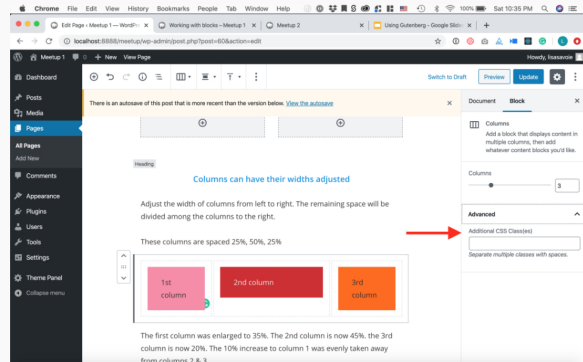 Chrome File Edit View History Bookmarks People Tab Window Help
100% Sat 10:35 PM
Edit Page ‹ Meetup 1 — WordPr
Working with blocks – Meetup 1
Meetup 2
Using Gutenberg - Google Slide
localhost:8888/meetup/wp-admin/post.php?post=60&action=edit
Meetup 1 0 + New View Page
Howdy, lisasavoie
Dashboard
Posts
Media
Pages
All Pages
Add New
Comments
Appearance
Plugins
Users
Tools
Settings
Theme Panel
Collapse menu
Switch to Draft Preview Update
There is an autosave of this post that is more recent than the version below. View the autosave
Heading
Columns can have their widths adjusted
Adjust the width of columns from left to right. The remaining space will be
divided among the columns to the right.
These columns are spaced 25%, 50%, 25%
1st
column
2nd column
3rd
column
The first column was enlarged to 35%. The 2nd column is now 45%. the 3rd
column is now 20%. The 10% increase to column 1 was evenly taken away
from columns 2 & 3
Document Block
Columns
Add a block that displays content in
multiple columns, then add
whatever content blocks you'd like.
Columns
3
Advanced
Additional CSS Class(es)
Separate multiple classes with spaces.